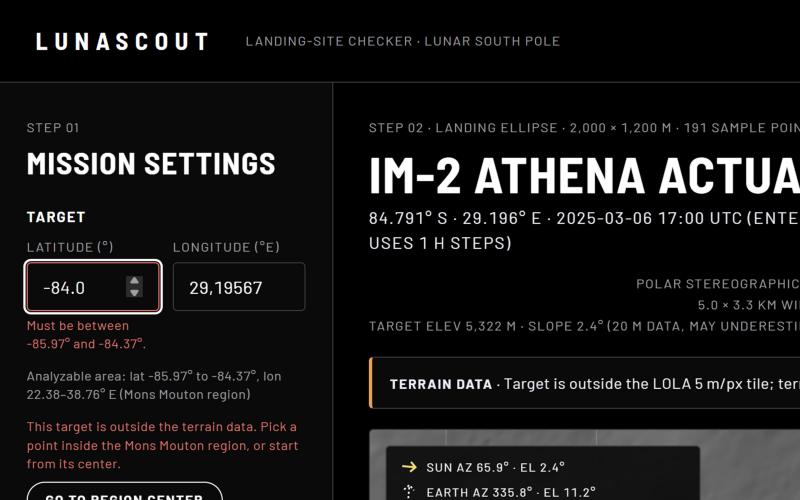 LUNASCOUT
LANDING-SITE CHECKER · LUNAR SOUTH POLE
STEP 01
MISSION SETTINGS
TARGET
LATITUDE (°)
LONGITUDE (°E)
-84.0
29,19567
Must be between
-85.97° and -84.37°.
Analyzable area: lat -85.97° to -84.37°, lon
22.38–38.76° E (Mons Mouton region)
This target is outside the terrain data. Pick a
point inside the Mons Mouton region, or start
from its center.
GO TO REGION CENTER
STEP 02 · LANDING ELLIPSE · 2,000 × 1,200 M · 191 SAMPLE
IM-2 ATHENA
84.791° S · 29.196° E · 2025-03-06 17:00 UTC
USES 1 H STEPS)
POLAR STEREOGRAPHIC
5.0 × 3.3 KM
TARGET ELEV 5,322 M · SLOPE 2.4° (20 M DATA, MAY
TERRAIN DATA · Target is outside the LOLA 5 m/px tile;
SUN AZ 65.9° · EL 2.4°
EARTH AZ 335.8° · EL 11.2°